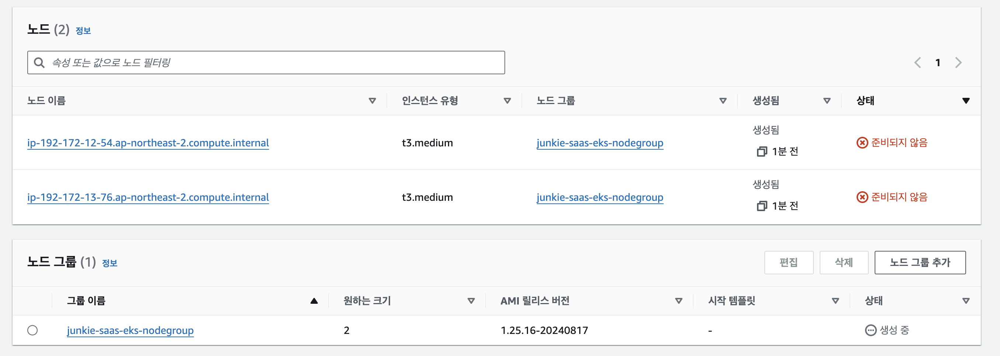 노드 (2) 정보
속성 또는 값으로 노드 필터링
1
노드 이름 인스턴스 유형 노드 그룹 생성됨 상태
ip-192-172-12-54.ap-northeast-2.compute.internal t3.medium junkie-saas-eks-nodegroup 생성됨 1분 전 준비되지 않음
ip-192-172-13-76.ap-northeast-2.compute.internal t3.medium junkie-saas-eks-nodegroup 생성됨 1분 전 준비되지 않음
노드 그룹 (1) 정보 편집 삭제 노드 그룹 추가
그룹 이름 원하는 크기 AMI 릴리스 버전 시작 템플릿 상태
junkie-saas-eks-nodegroup 2 1.25.16-20240817 - 생성 중